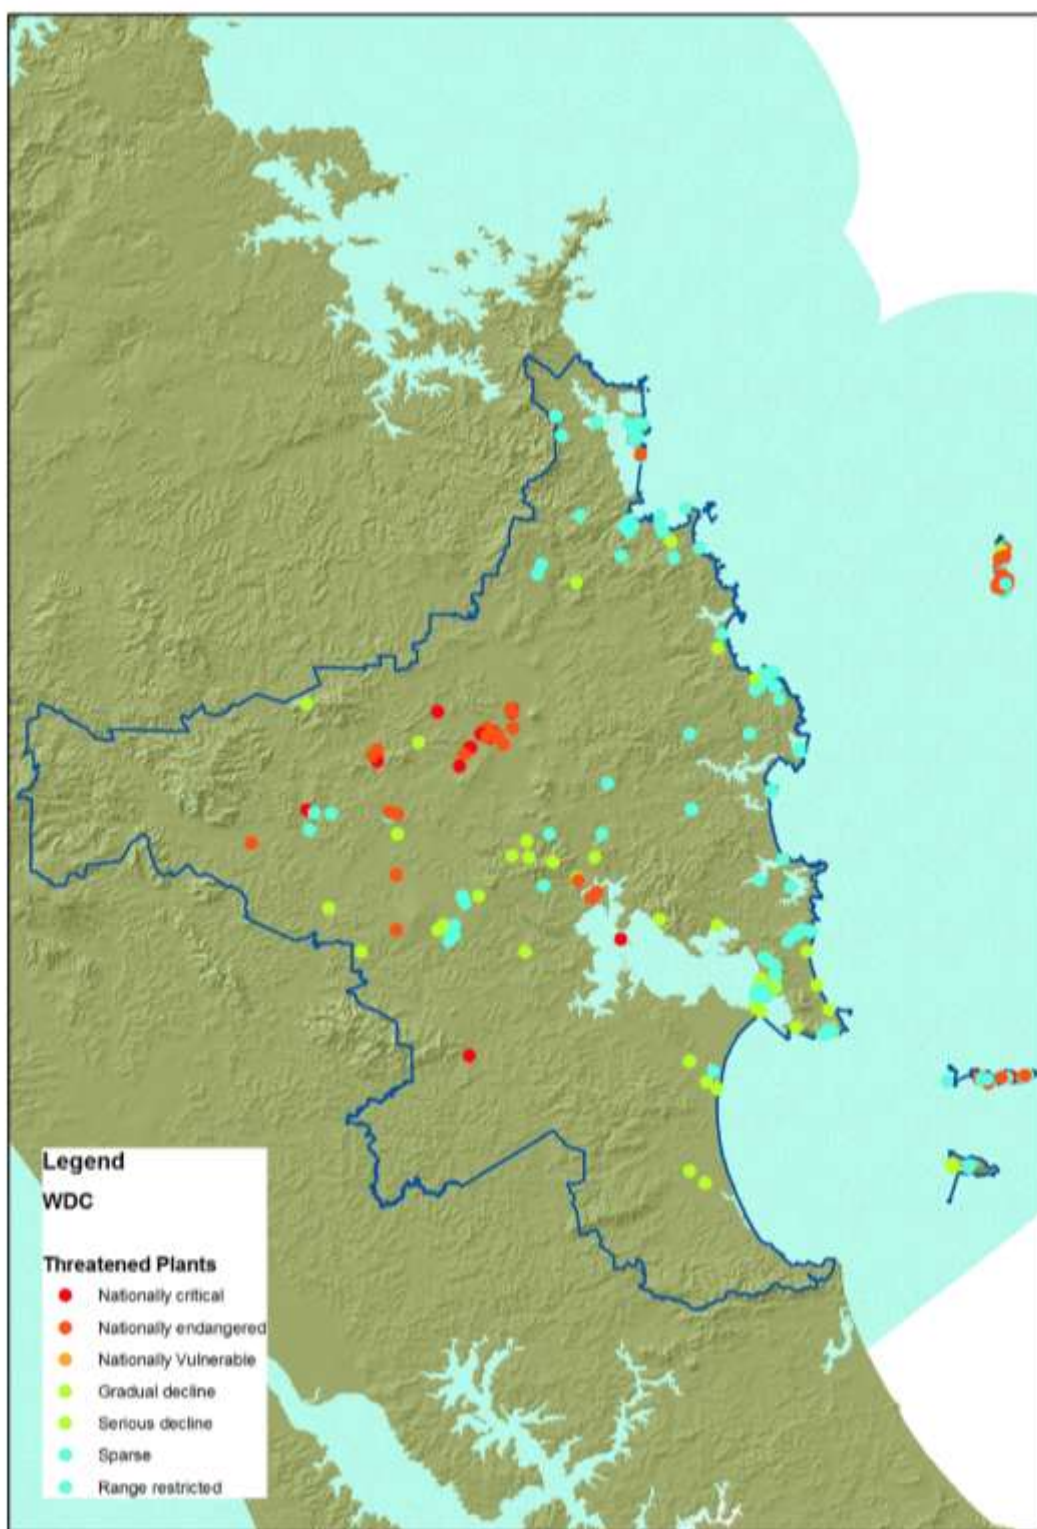 Legend
WDC
Threatened Plants
Nationally critical
Nationally endangered
Nationally Vulnerable
Gradual decline
Serious decline
Sparse
Range restricted